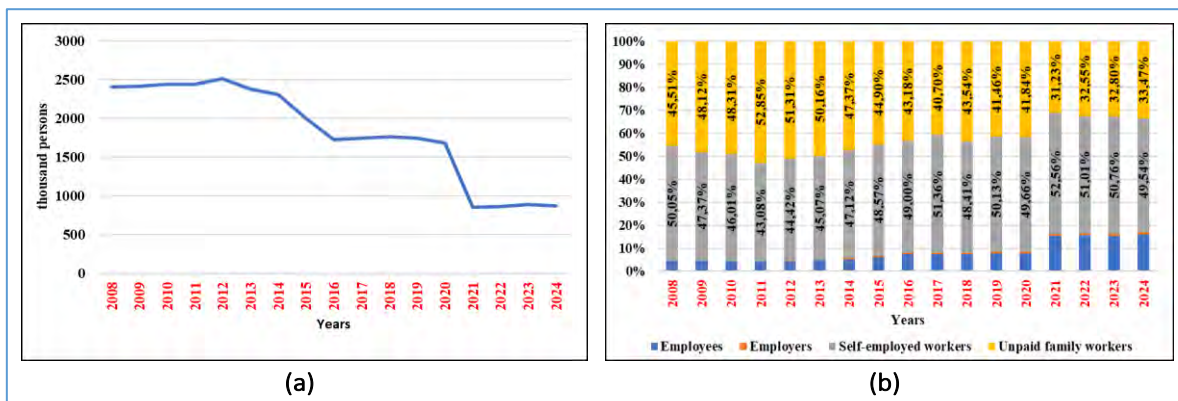 3000
2500
2000
1500
1000
500
0
thousand persons
2008 2009 2010 2011 2012 2013 2014 2015 2016 2017 2018 2019 2020 2021 2022 2023 2024
Years
(a)
100%
90%
80%
70%
60%
50%
40%
30%
20%
10%
0%
45,51% 48,12% 48,31% 52,85% 51,31% 50,16% 47,37% 44,90% 43,18% 40,70% 43,54% 41,46% 41,84% 31,23% 32,55% 32,80% 33,47%
50,05% 47,37% 46,01% 43,08% 44,42% 45,07% 47,12% 48,57% 49,00% 51,36% 48,41% 50,13% 49,66% 52,56% 51,01% 50,76% 49,54%
2008 2009 2010 2011 2012 2013 2014 2015 2016 2017 2018 2019 2020 2021 2022 2023 2024
Years
Employees Employers Self-employed workers Unpaid family workers
(b)